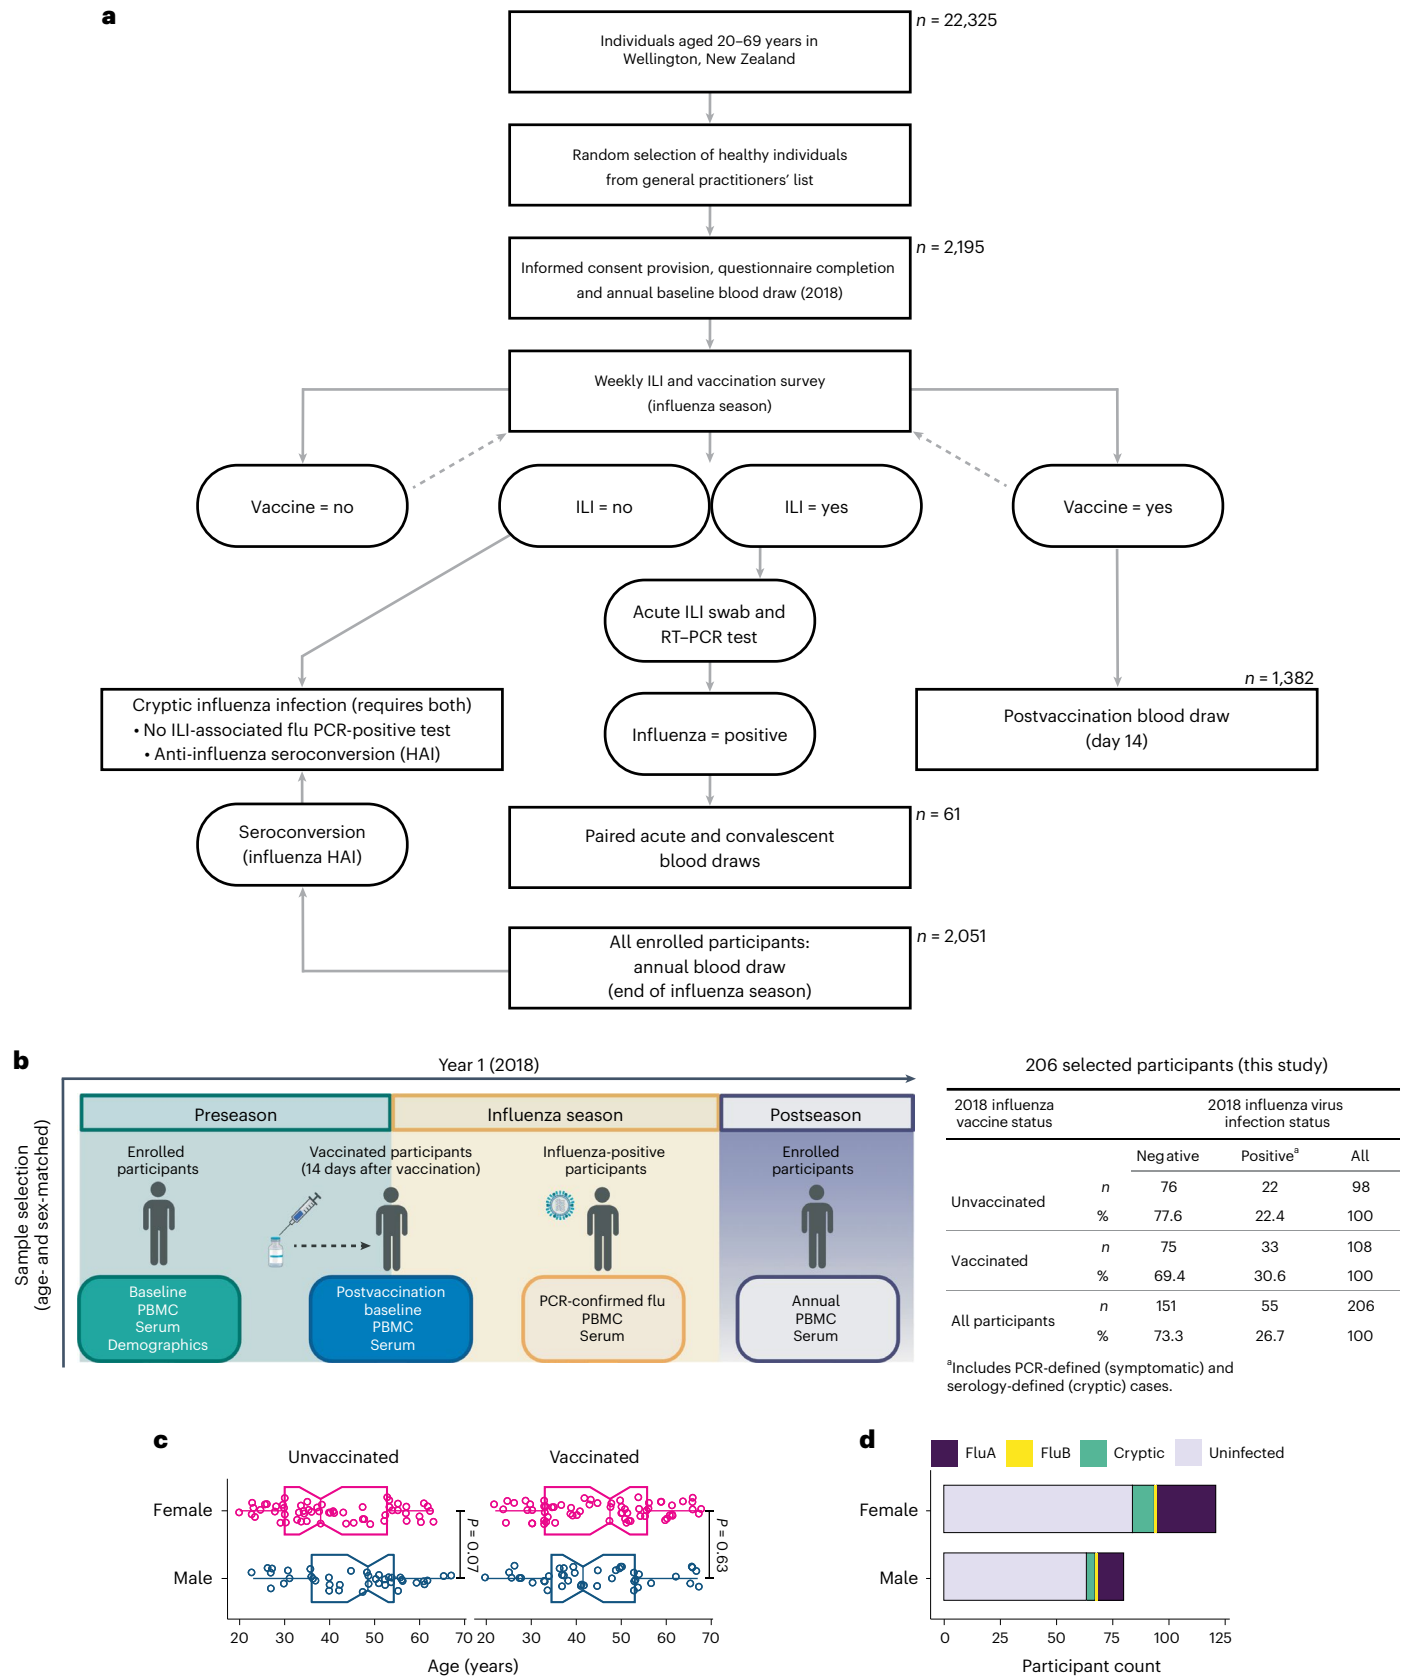 a
n = 22,325
Individuals aged 20–69 years in
Wellington, New Zealand
Random selection of healthy individuals
from general practitioners’ list
n = 2,195
Informed consent provision, questionnaire completion
and annual baseline blood draw (2018)
Weekly ILI and vaccination survey
(influenza season)
Vaccine = no
ILI = no
ILI = yes
Vaccine = yes
Acute ILI swab and
RT–PCR test
n = 1,382
Cryptic influenza infection (requires both)
• No ILI-associated flu PCR-positive test
• Anti-influenza seroconversion (HAI)
Influenza = positive
Postvaccination blood draw
(day 14)
n = 61
Seroconversion
(influenza HAI)
Paired acute and convalescent
blood draws
n = 2,051
All enrolled participants:
annual blood draw
(end of influenza season)
b
Year 1 (2018)
Sample selection
(age- and sex-matched)
Preseason
Influenza season
Postseason
Enrolled
participants
Vaccinated participants
(14 days after vaccination)
Influenza-positive
participants
Enrolled
participants
Baseline
PBMC
Serum
Demographics
Postvaccination
baseline
PBMC
Serum
PCR-confirmed flu
PBMC
Serum
Annual
PBMC
Serum
206 selected participants (this study)
2018 influenza
vaccine status
2018 influenza virus
infection status
Negative Positiveᵃ All
Unvaccinated
n 76 22 98
% 77.6 22.4 100
Vaccinated
n 75 33 108
% 69.4 30.6 100
All participants
n 151 55 206
% 73.3 26.7 100
ᵃIncludes PCR-defined (symptomatic) and
serology-defined (cryptic) cases.
c
Unvaccinated
Vaccinated
Female
Male
P = 0.07
P = 0.63
20 30 40 50 60 70
20 30 40 50 60 70
Age (years)
d
FluA FluB Cryptic Uninfected
Female
Male
0 25 50 75 100 125
Participant count